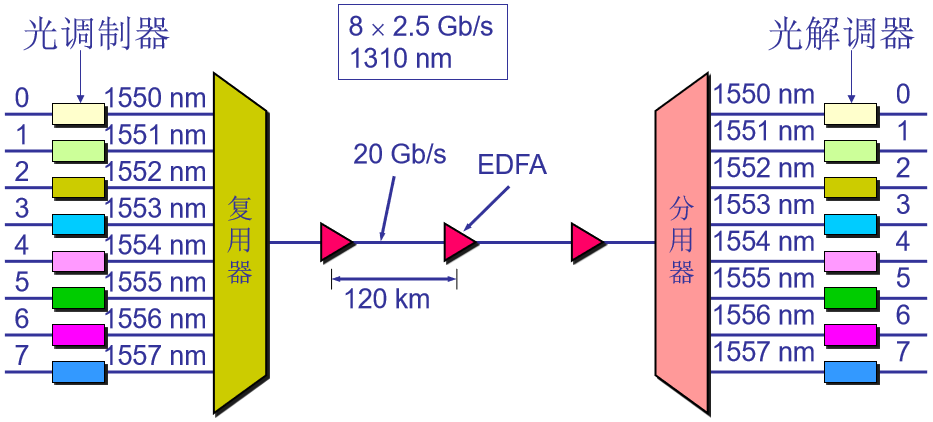 光调制器
8 × 2.5 Gb/s
1310 nm
光解调器
0 1550 nm
1 1551 nm
2 1552 nm
3 1553 nm
4 1554 nm
5 1555 nm
6 1556 nm
7 1557 nm
复用器
20 Gb/s
EDFA
120 km
分用器
1550 nm 0
1551 nm 1
1552 nm 2
1553 nm 3
1554 nm 4
1555 nm 5
1556 nm 6
1557 nm 7